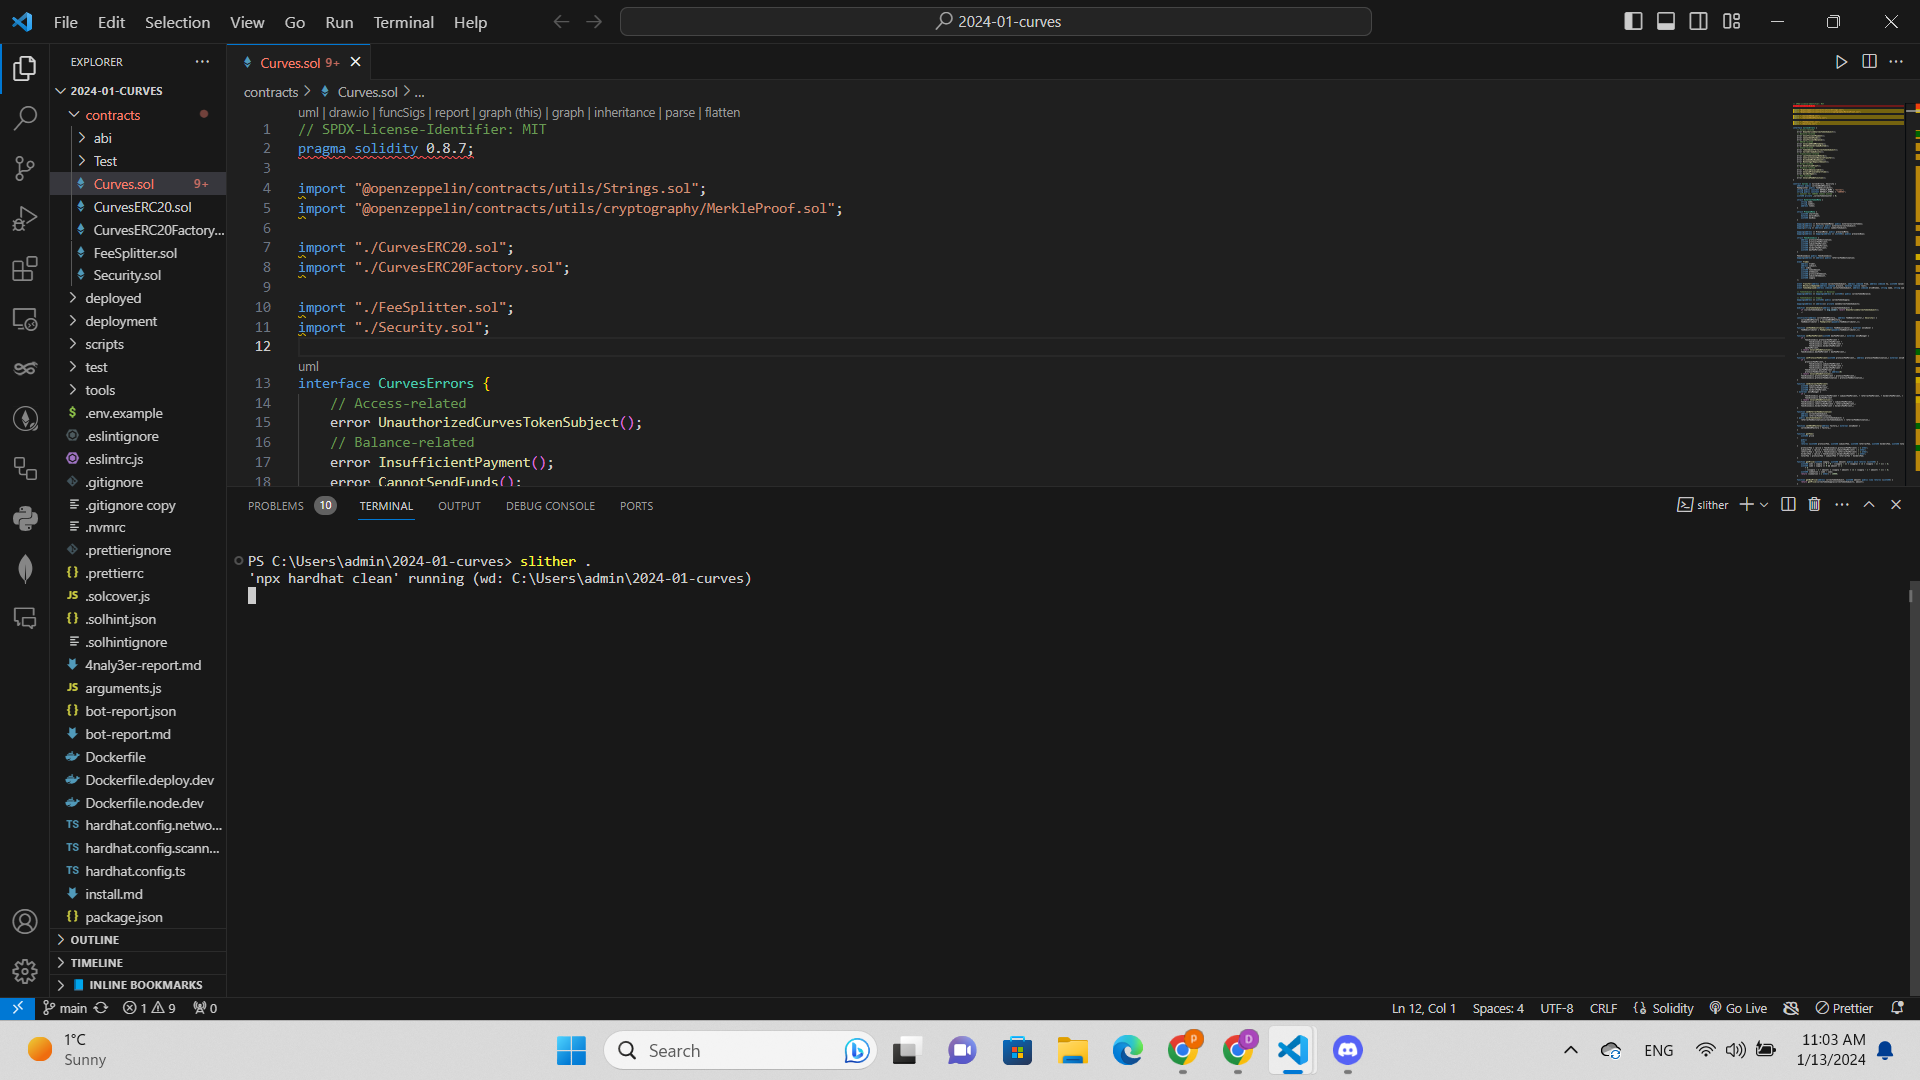 File Edit Selection View Go Run Terminal Help
2024-01-curves
EXPLORER
2024-01-CURVES
contracts
abi
Test
Curves.sol 9+
CurvesERC20.sol
CurvesERC20Factory...
FeeSplitter.sol
Security.sol
deployed
deployment
scripts
test
tools
.env.example
.eslintignore
.eslintrc.js
.gitignore
.gitignore copy
.nvmrc
.prettierignore
.prettierrc
.solcover.js
.solhint.json
.solhintignore
4naly3er-report.md
arguments.js
bot-report.json
bot-report.md
Dockerfile
Dockerfile.deploy.dev
Dockerfile.node.dev
hardhat.config.netwo...
hardhat.config.scann...
hardhat.config.ts
install.md
package.json
OUTLINE
TIMELINE
INLINE BOOKMARKS
Curves.sol 9+
contracts > Curves.sol > ...
uml | draw.io | funcSigs | report | graph (this) | graph | inheritance | parse | flatten
1 // SPDX-License-Identifier: MIT
2 pragma solidity 0.8.7;
3
4 import "@openzeppelin/contracts/utils/Strings.sol";
5 import "@openzeppelin/contracts/utils/cryptography/MerkleProof.sol";
6
7 import "./CurvesERC20.sol";
8 import "./CurvesERC20Factory.sol";
9
10 import "./FeeSplitter.sol";
11 import "./Security.sol";
12
uml
13 interface CurvesErrors {
14 // Access-related
15 error UnauthorizedCurvesTokenSubject();
16 // Balance-related
17 error InsufficientPayment();
18 error CannotSendFunds();
PROBLEMS 10 TERMINAL OUTPUT DEBUG CONSOLE PORTS
slither
PS C:\Users\admin\2024-01-curves> slither .
'npx hardhat clean' running (wd: C:\Users\admin\2024-01-curves)
main 1 9 0
Ln 12, Col 1 Spaces: 4 UTF-8 CRLF Solidity Go Live Prettier
1°C
Sunny
Search
P
D
ENG
11:03 AM
1/13/2024